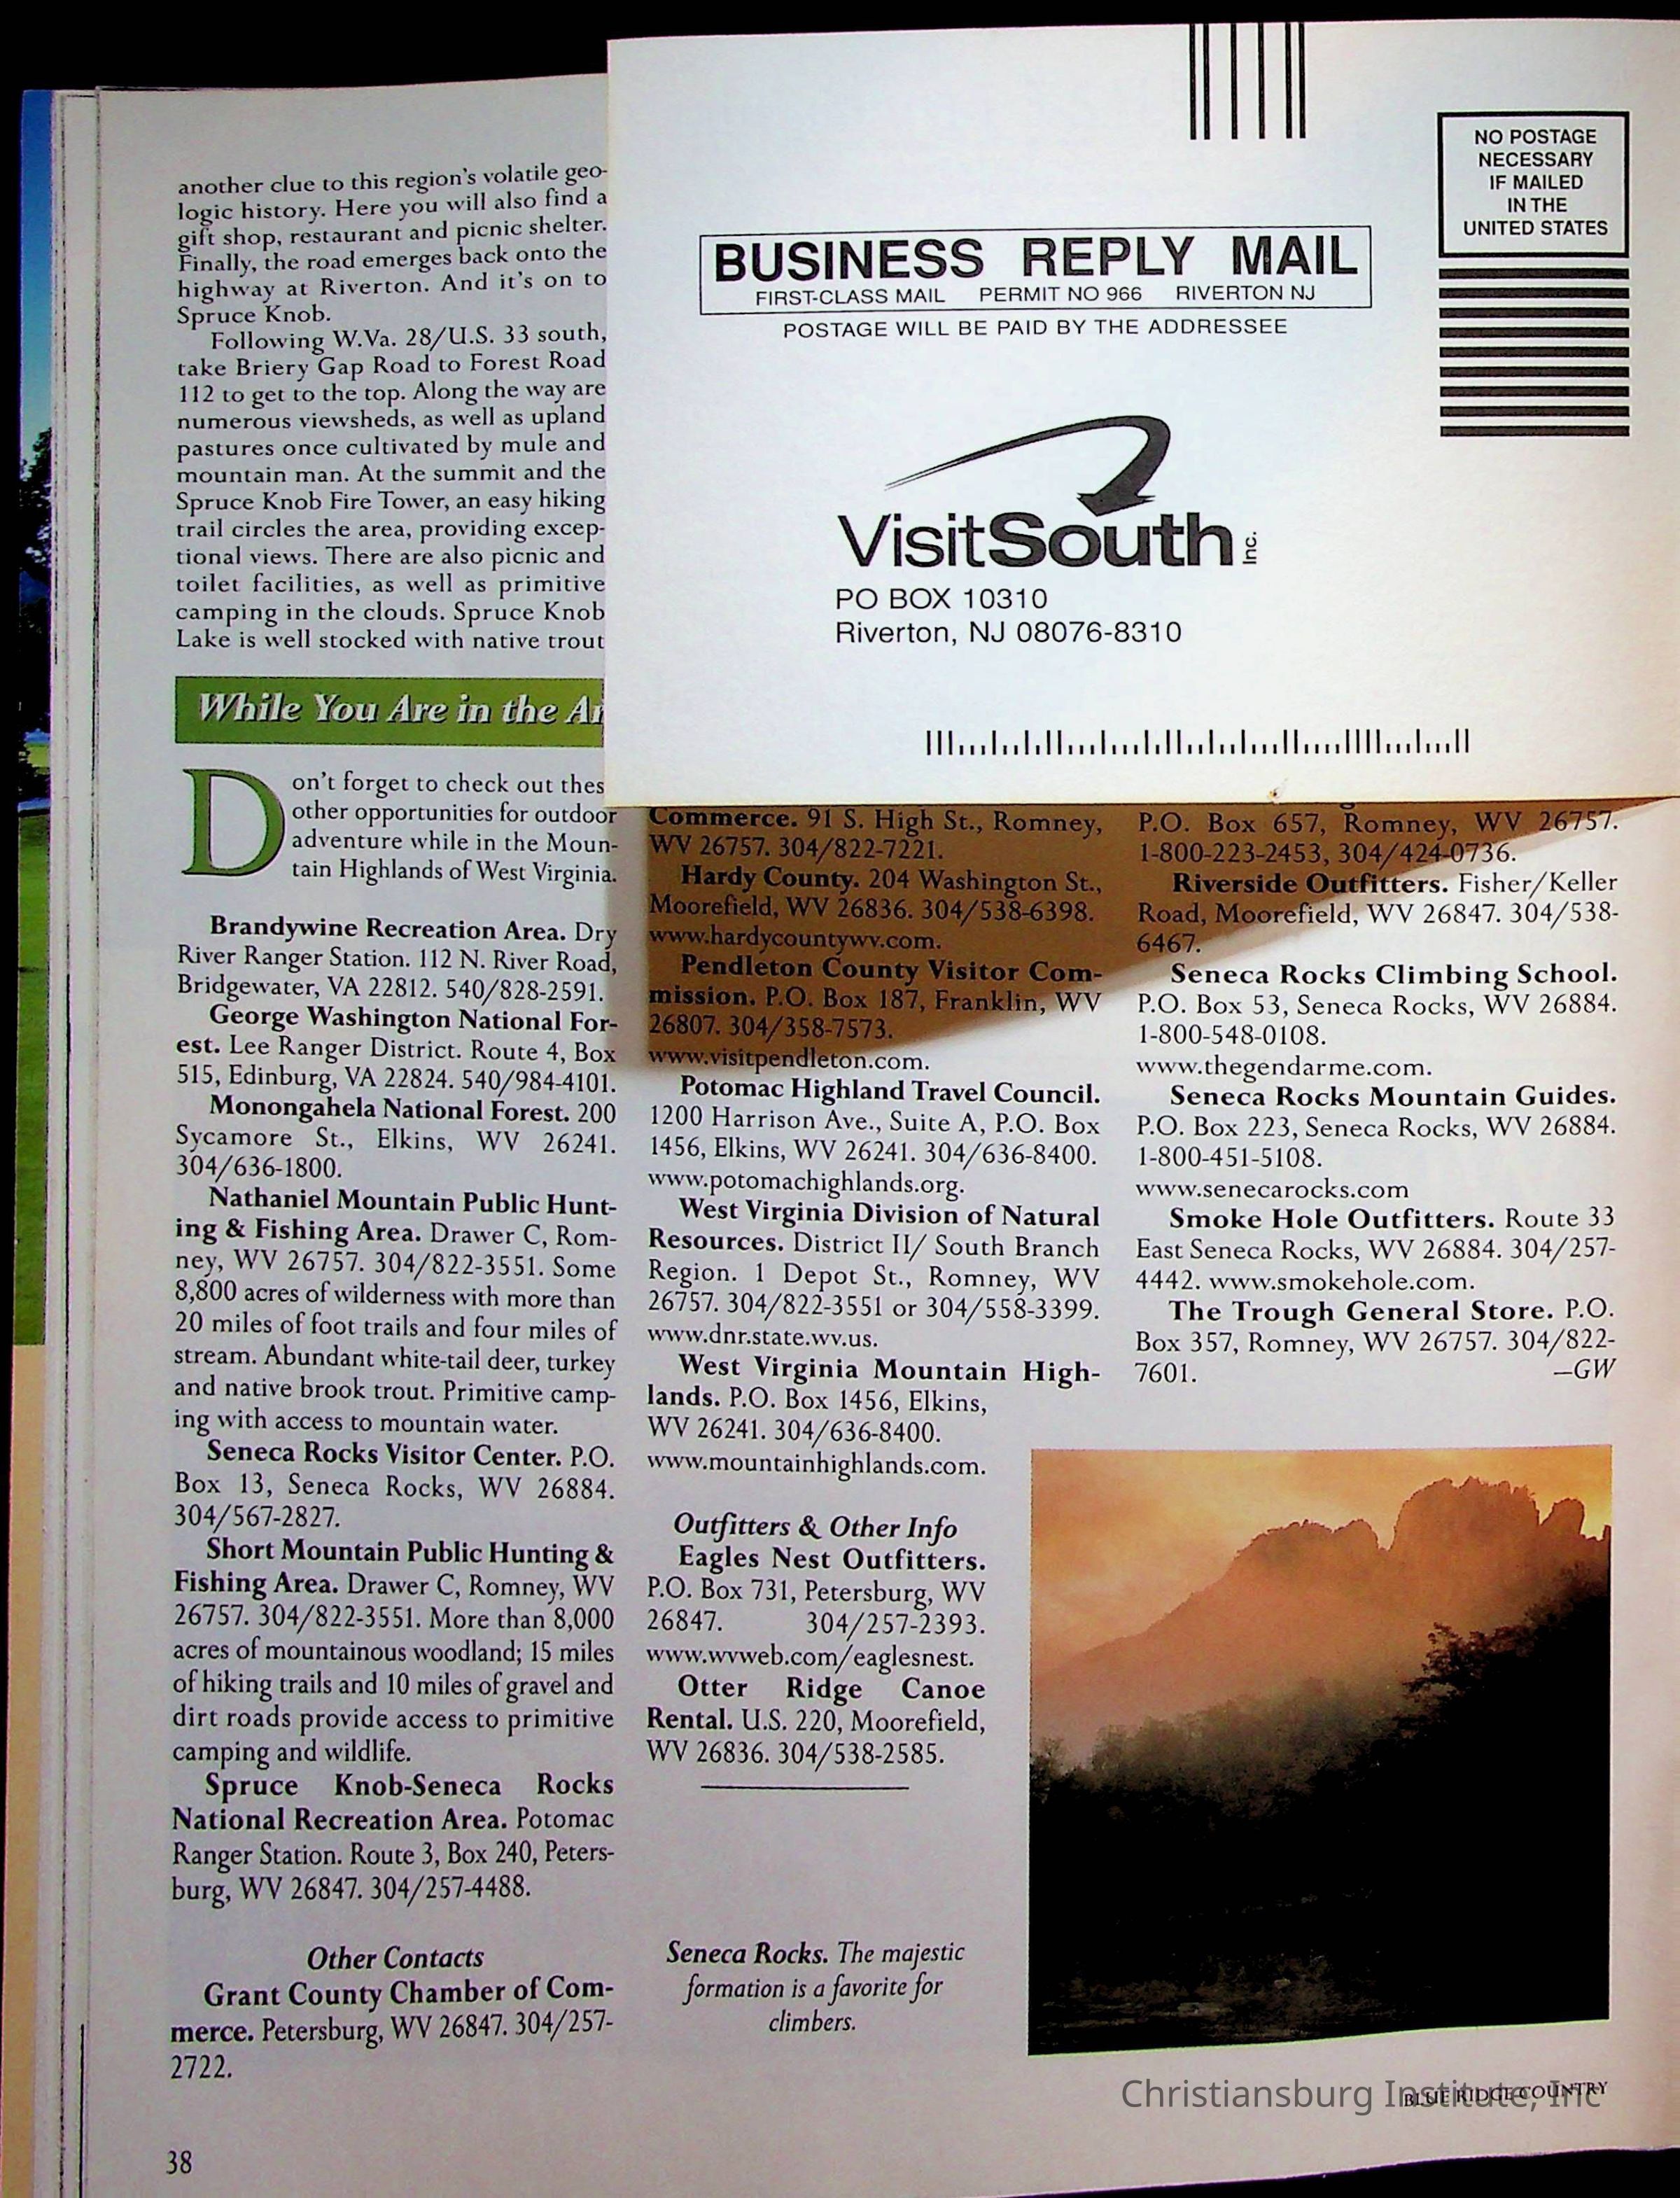 another clue to this region's volatile geo-
logic history. Here you will also find a
gift shop, restaurant and picnic shelter.
Finally, the road emerges back onto the
highway at Riverton. And it's on to
Spruce Knob.
Following W.Va. 28/U.S. 33 south,
take Briery Gap Road to Forest Road
112 to get to the top. Along the way are
numerous viewsheds, as well as upland
pastures once cultivated by mule and
mountain man. At the summit and the
Spruce Knob Fire Tower, an easy hiking
trail circles the area, providing excep-
tional views. There are also picnic and
toilet facilities, as well as primitive
camping in the clouds. Spruce Knob
Lake is well stocked with native trout
NO POSTAGE
NECESSARY
IF MAILED
IN THE
UNITED STATES
BUSINESS REPLY MAIL
FIRST-CLASS MAIL PERMIT NO 966 RIVERTON NJ
POSTAGE WILL BE PAID BY THE ADDRESSEE
VisitSouth Inc.
PO BOX 10310
Riverton, NJ 08076-8310
While You Are in the
Don't forget to check out thes
other opportunities for outdoor
adventure while in the Moun-
tain Highlands of West Virginia.
Brandywine Recreation Area. Dry
River Ranger Station. 112 N. River Road,
Bridgewater, VA 22812. 540/828-2591.
George Washington National For-
est. Lee Ranger District. Route 4, Box
515, Edinburg, VA 22824. 540/984-4101.
Monongahela National Forest. 200
Sycamore St., Elkins, WV 26241.
304/636-1800.
Nathaniel Mountain Public Hunt-
ing & Fishing Area. Drawer C, Rom-
ney, WV 26757. 304/822-3551. Some
8,800 acres of wilderness with more than
20 miles of foot trails and four miles of
stream. Abundant white-tail deer, turkey
and native brook trout. Primitive camp-
ing with access to mountain water.
Seneca Rocks Visitor Center. P.O.
Box 13, Seneca Rocks, WV 26884.
304/567-2827.
Short Mountain Public Hunting &
Fishing Area. Drawer C, Romney, WV
26757. 304/822-3551. More than 8,000
acres of mountainous woodland; 15 miles
of hiking trails and 10 miles of gravel and
dirt roads provide access to primitive
camping and wildlife.
Spruce Knob-Seneca Rocks
National Recreation Area. Potomac
Ranger Station. Route 3, Box 240, Peters-
burg, WV 26847. 304/257-4488.
Other Contacts
Grant County Chamber of Com-
merce. Petersburg, WV 26847. 304/257-
2722.
Commerce. 91 S. High St., Romney,
WV 26757. 304/822-7221.
Hardy County. 204 Washington St.,
Moorefield, WV 26836. 304/538-6398.
www.hardycountywv.com.
Pendleton County Visitor Com-
mission. P.O. Box 187, Franklin, WV
26807. 304/358-7573.
www.visitpendleton.com.
Potomac Highland Travel Council.
1200 Harrison Ave., Suite A, P.O. Box
1456, Elkins, WV 26241. 304/636-8400.
www.potomachighlands.org.
West Virginia Division of Natural
Resources. District II/ South Branch
Region. 1 Depot St., Romney, WV
26757. 304/822-3551 or 304/558-3399.
www.dnr.state.wv.us.
West Virginia Mountain High-
lands. P.O. Box 1456, Elkins,
WV 26241. 304/636-8400.
www.mountainhighlands.com.
Outfitters & Other Info
Eagles Nest Outfitters.
P.O. Box 731, Petersburg, WV
26847. 304/257-2393.
www.wvweb.com/eaglesnest.
Otter Ridge Canoe
Rental. U.S. 220, Moorefield,
WV 26836. 304/538-2585.
Seneca Rocks. The majestic
formation is a favorite for
climbers.
P.O. Box 657, Romney, WV 26757.
1-800-223-2453, 304/424-0736.
Riverside Outfitters. Fisher/Keller
Road, Moorefield, WV 26847. 304/538-
6467.
Seneca Rocks Climbing School.
P.O. Box 53, Seneca Rocks, WV 26884.
1-800-548-0108.
www.thegendarme.com.
Seneca Rocks Mountain Guides.
P.O. Box 223, Seneca Rocks, WV 26884.
1-800-451-5108.
www.senecarocks.com
Smoke Hole Outfitters. Route 33
East Seneca Rocks, WV 26884. 304/257-
4442. www.smokehole.com.
The Trough General Store. P.O.
Box 357, Romney, WV 26757. 304/822-
7601.
—GW
BLUE RIDGE COUNTRY
Christiansburg Institute, Inc
38